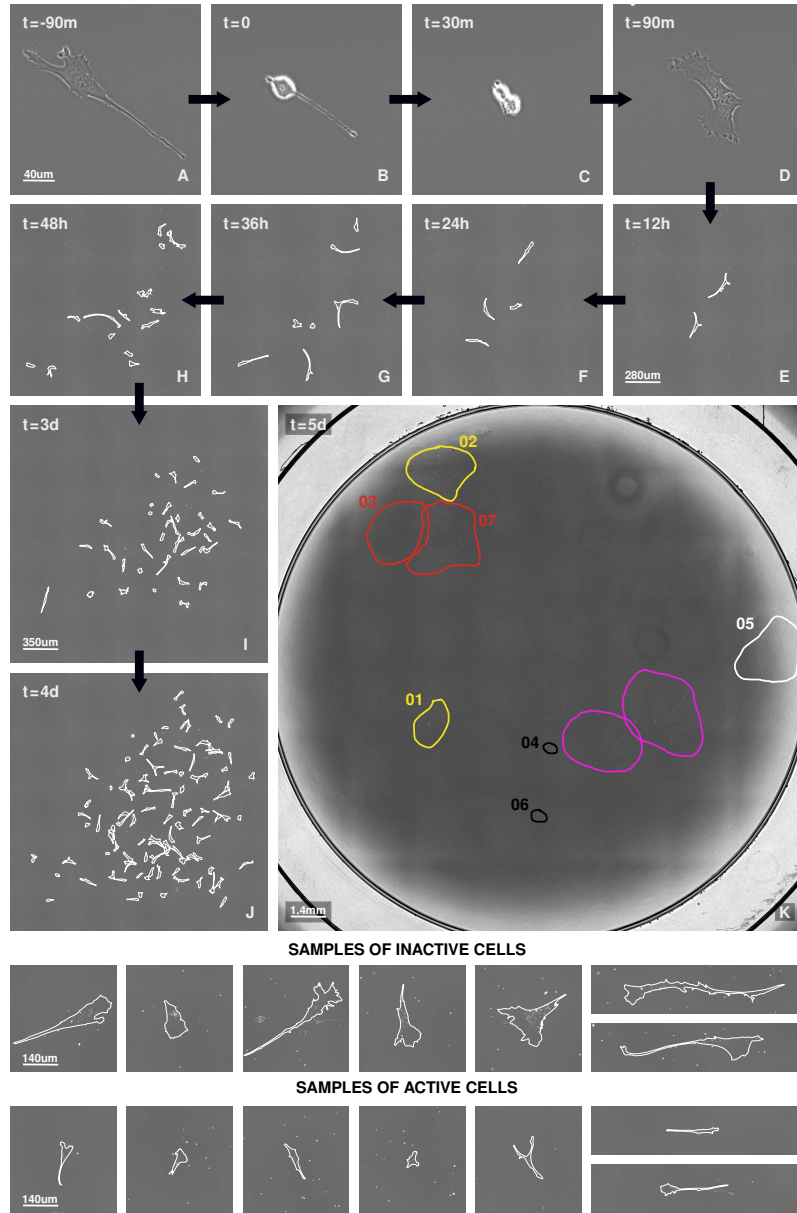 t=-90m
t=0
t=30m
t=90m
40um
A
B
C
D
t=48h
t=36h
t=24h
t=12h
H
G
F
280um
E
t=3d
t=5d
02
03
07
350um
I
05
t=4d
01
04
06
J
1.4mm
K
SAMPLES OF INACTIVE CELLS
140um
SAMPLES OF ACTIVE CELLS
140um